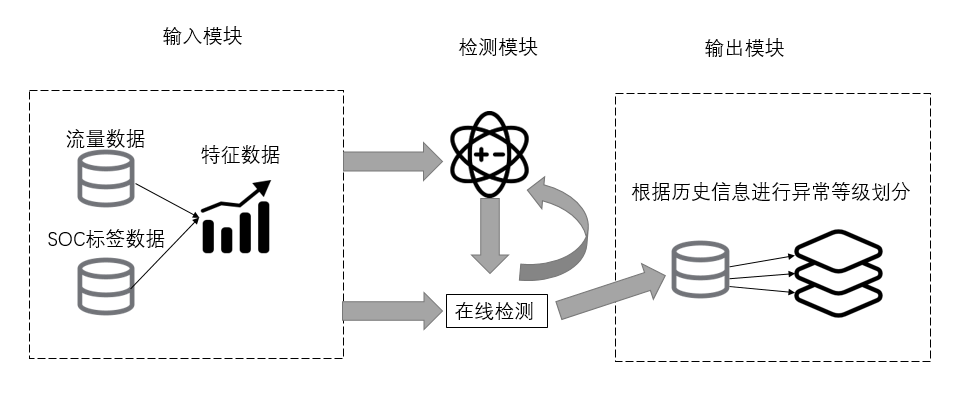 输入模块
检测模块
输出模块
流量数据
特征数据
SOC标签数据
在线检测
根据历史信息进行异常等级划分